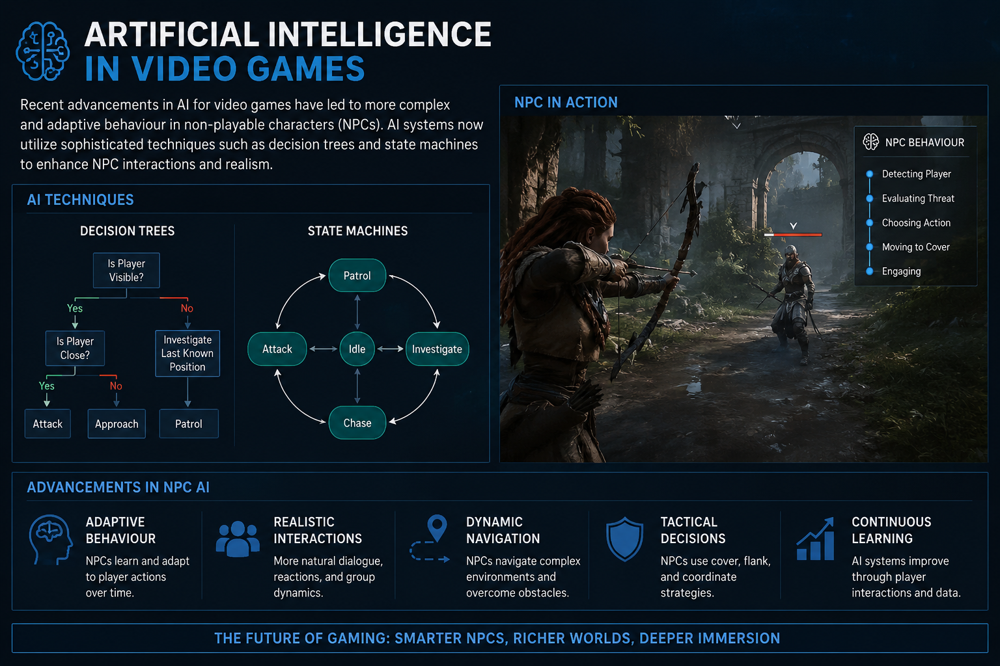 ARTIFICIAL INTELLIGENCE
IN VIDEO GAMES
Recent advancements in AI for video games have led to more complex
and adaptive behaviour in non-playable characters (NPCs). AI systems now
utilize sophisticated techniques such as decision trees and state machines
to enhance NPC interactions and realism.
AI TECHNIQUES
DECISION TREES
Is Player
Visible?
Yes
No
Is Player
Close?
Investigate
Last Known
Position
Yes
No
Attack
Approach
Patrol
STATE MACHINES
Patrol
Attack
Idle
Investigate
Chase
NPC IN ACTION
NPC BEHAVIOUR
Detecting Player
Evaluating Threat
Choosing Action
Moving to Cover
Engaging
ADVANCEMENTS IN NPC AI
ADAPTIVE
BEHAVIOUR
NPCs learn and adapt
to player actions
over time.
REALISTIC
INTERACTIONS
More natural dialogue,
reactions, and group
dynamics.
DYNAMIC
NAVIGATION
NPCs navigate complex
environments and
overcome obstacles.
TACTICAL
DECISIONS
NPCs use cover, flank,
and coordinate
strategies.
CONTINUOUS
LEARNING
AI systems improve
through player
interactions and data.
THE FUTURE OF GAMING: SMARTER NPCS, RICHER WORLDS, DEEPER IMMERSION